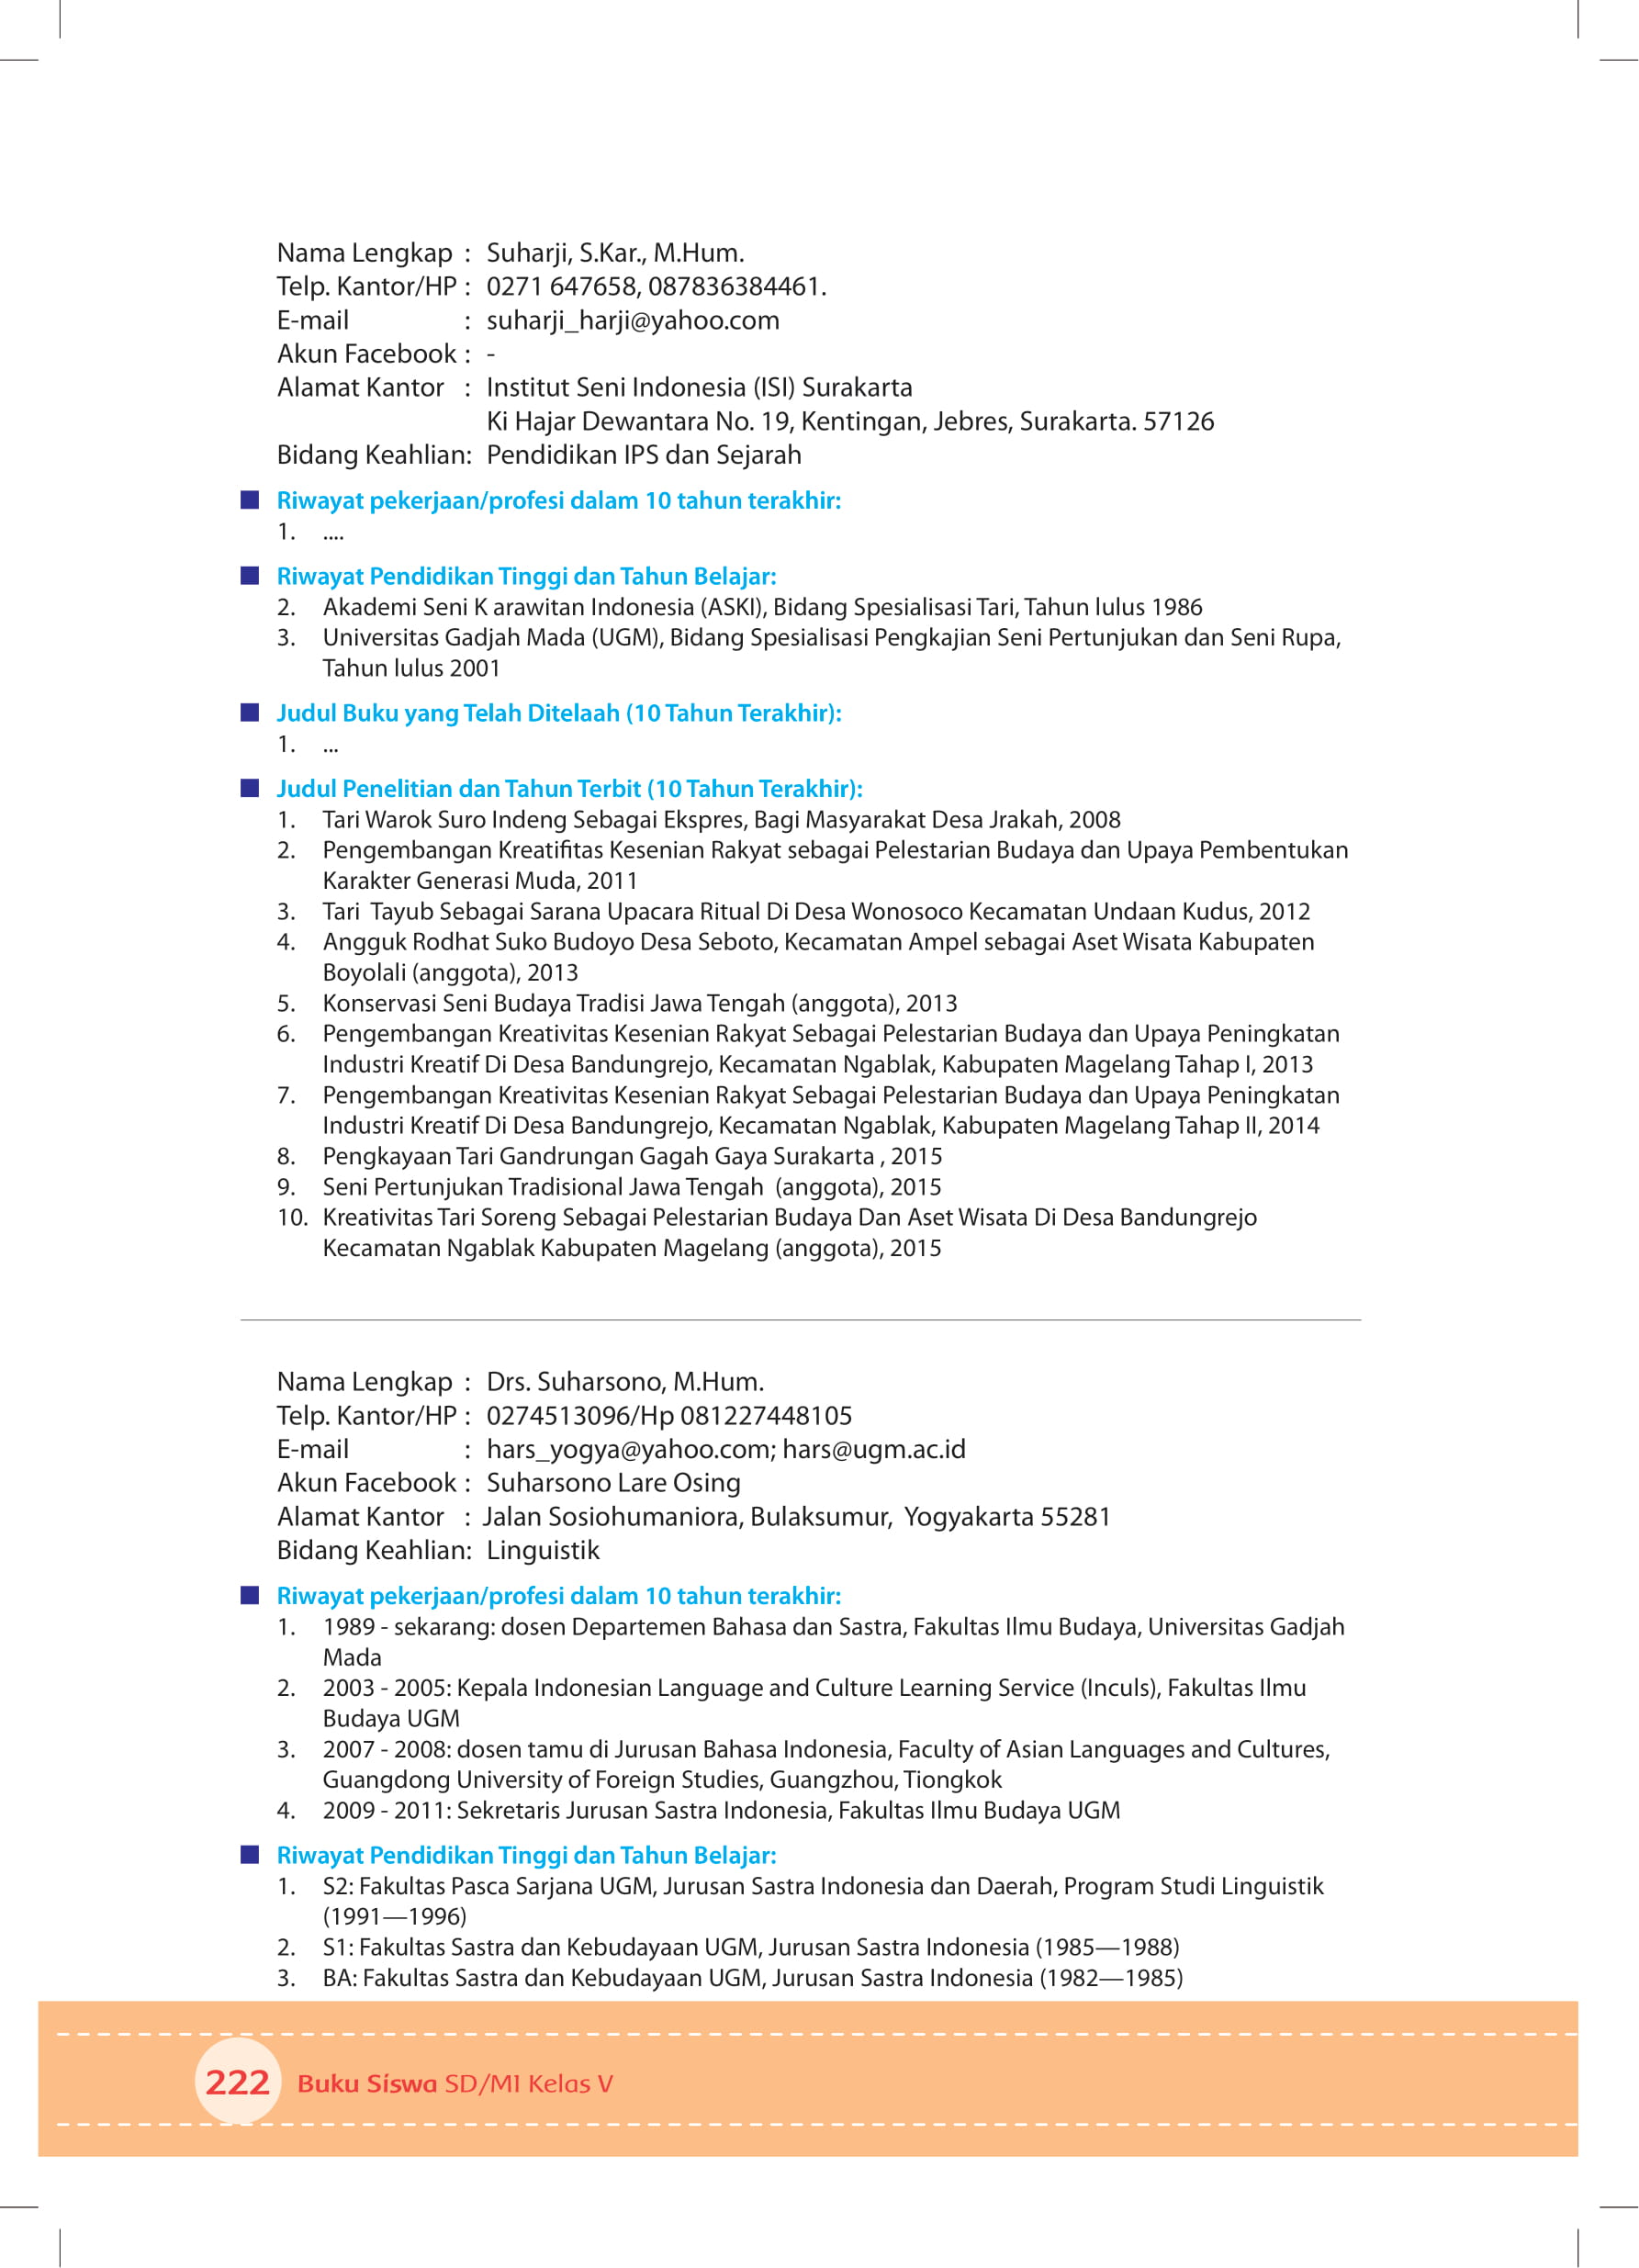 Nama Lengkap : Suharji, S.Kar., M.Hum.
Telp. Kantor/HP : 0271 647658, 087836384461.
E-mail : suharji_harji@yahoo.com
Akun Facebook : -
Alamat Kantor : Institut Seni Indonesia (ISI) Surakarta
Ki Hajar Dewantara No. 19, Kentingan, Jebres, Surakarta. 57126
Bidang Keahlian: Pendidikan IPS dan Sejarah
Riwayat pekerjaan/profesi dalam 10 tahun terakhir:
1. ....
Riwayat Pendidikan Tinggi dan Tahun Belajar:
2. Akademi Seni K arawitan Indonesia (ASKI), Bidang Spesialisasi Tari, Tahun lulus 1986
3. Universitas Gadjah Mada (UGM), Bidang Spesialisasi Pengkajian Seni Pertunjukan dan Seni Rupa,
Tahun lulus 2001
Judul Buku yang Telah Ditelaah (10 Tahun Terakhir):
1. ...
Judul Penelitian dan Tahun Terbit (10 Tahun Terakhir):
1. Tari Warok Suro Indeng Sebagai Ekspres, Bagi Masyarakat Desa Jrakah, 2008
2. Pengembangan Kreatifitas Kesenian Rakyat sebagai Pelestarian Budaya dan Upaya Pembentukan
Karakter Generasi Muda, 2011
3. Tari Tayub Sebagai Sarana Upacara Ritual Di Desa Wonosoco Kecamatan Undaan Kudus, 2012
4. Angguk Rodhat Suko Budoyo Desa Seboto, Kecamatan Ampel sebagai Aset Wisata Kabupaten
Boyolali (anggota), 2013
5. Konservasi Seni Budaya Tradisi Jawa Tengah (anggota), 2013
6. Pengembangan Kreativitas Kesenian Rakyat Sebagai Pelestarian Budaya dan Upaya Peningkatan
Industri Kreatif Di Desa Bandungrejo, Kecamatan Ngablak, Kabupaten Magelang Tahap I, 2013
7. Pengembangan Kreativitas Kesenian Rakyat Sebagai Pelestarian Budaya dan Upaya Peningkatan
Industri Kreatif Di Desa Bandungrejo, Kecamatan Ngablak, Kabupaten Magelang Tahap II, 2014
8. Pengkayaan Tari Gandrungan Gagah Gaya Surakarta , 2015
9. Seni Pertunjukan Tradisional Jawa Tengah (anggota), 2015
10. Kreativitas Tari Soreng Sebagai Pelestarian Budaya Dan Aset Wisata Di Desa Bandungrejo
Kecamatan Ngablak Kabupaten Magelang (anggota), 2015
Nama Lengkap : Drs. Suharsono, M.Hum.
Telp. Kantor/HP : 0274513096/Hp 081227448105
E-mail : hars_yogya@yahoo.com; hars@ugm.ac.id
Akun Facebook : Suharsono Lare Osing
Alamat Kantor : Jalan Sosiohumaniora, Bulaksumur, Yogyakarta 55281
Bidang Keahlian: Linguistik
Riwayat pekerjaan/profesi dalam 10 tahun terakhir:
1. 1989 - sekarang: dosen Departemen Bahasa dan Sastra, Fakultas Ilmu Budaya, Universitas Gadjah
Mada
2. 2003 - 2005: Kepala Indonesian Language and Culture Learning Service (Inculs), Fakultas Ilmu
Budaya UGM
3. 2007 - 2008: dosen tamu di Jurusan Bahasa Indonesia, Faculty of Asian Languages and Cultures,
Guangdong University of Foreign Studies, Guangzhou, Tiongkok
4. 2009 - 2011: Sekretaris Jurusan Sastra Indonesia, Fakultas Ilmu Budaya UGM
Riwayat Pendidikan Tinggi dan Tahun Belajar:
1. S2: Fakultas Pasca Sarjana UGM, Jurusan Sastra Indonesia dan Daerah, Program Studi Linguistik
(1991—1996)
2. S1: Fakultas Sastra dan Kebudayaan UGM, Jurusan Sastra Indonesia (1985—1988)
3. BA: Fakultas Sastra dan Kebudayaan UGM, Jurusan Sastra Indonesia (1982—1985)
222 Buku Siswa SD/MI Kelas V